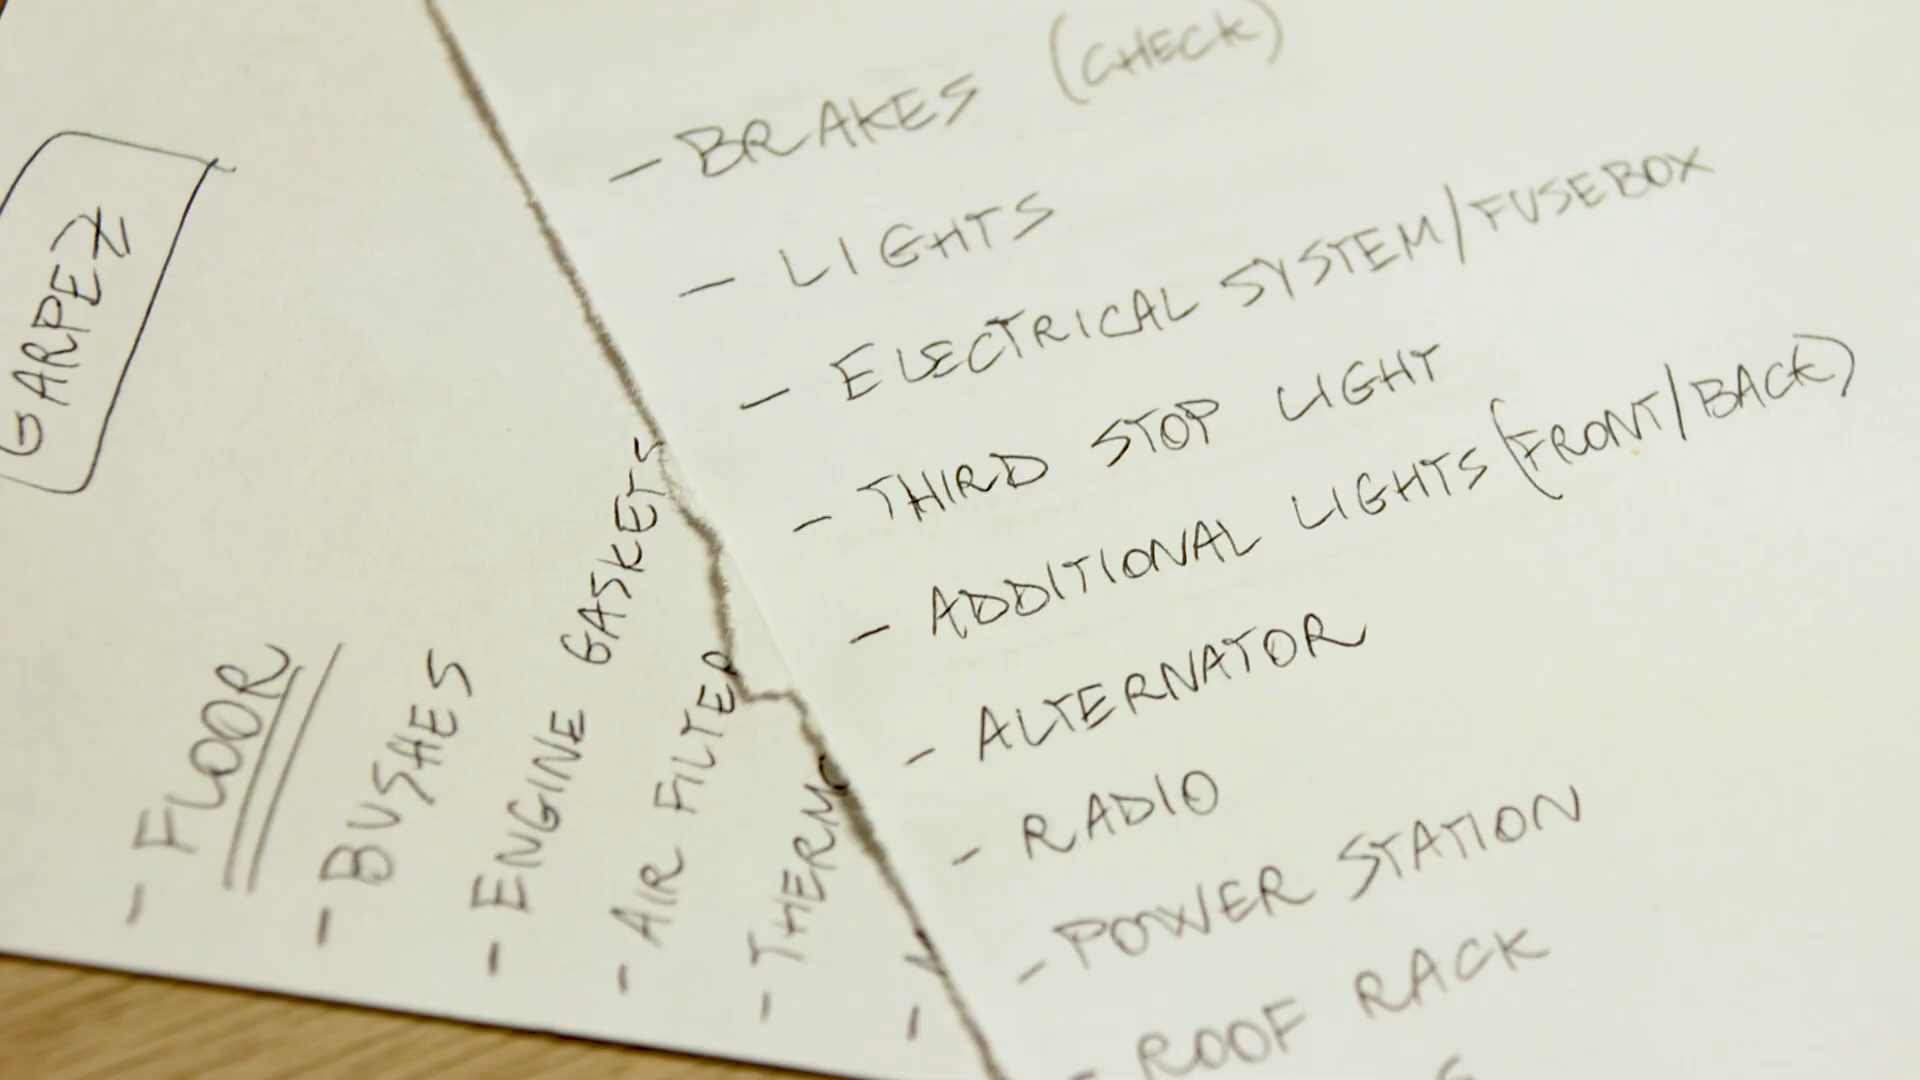 GARPEZ
- FLOOR
- BUSHES
- ENGINE GASKETS
- AIR FILTER
- THERMO
- BRAKES (CHECK)
- LIGHTS
- ELECTRICAL SYSTEM/FUSEBOX
- THIRD STOP LIGHT
- ADDITIONAL LIGHTS (FRONT/BACK)
- ALTERNATOR
- RADIO
- POWER STATION
- ROOF RACK